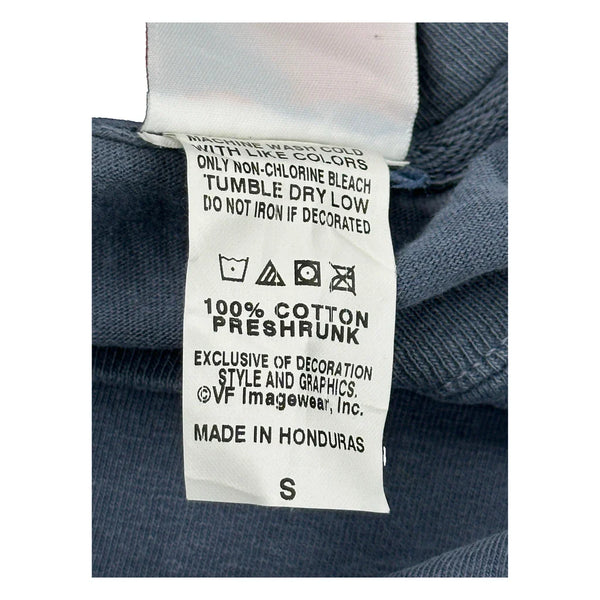 MACHINE WASH COLD
WITH LIKE COLORS
ONLY NON-CHLORINE BLEACH
TUMBLE DRY LOW
DO NOT IRON IF DECORATED
100% COTTON
PRESHRUNK
EXCLUSIVE OF DECORATION
STYLE AND GRAPHICS.
©VF Imagewear, Inc.
MADE IN HONDURAS
S